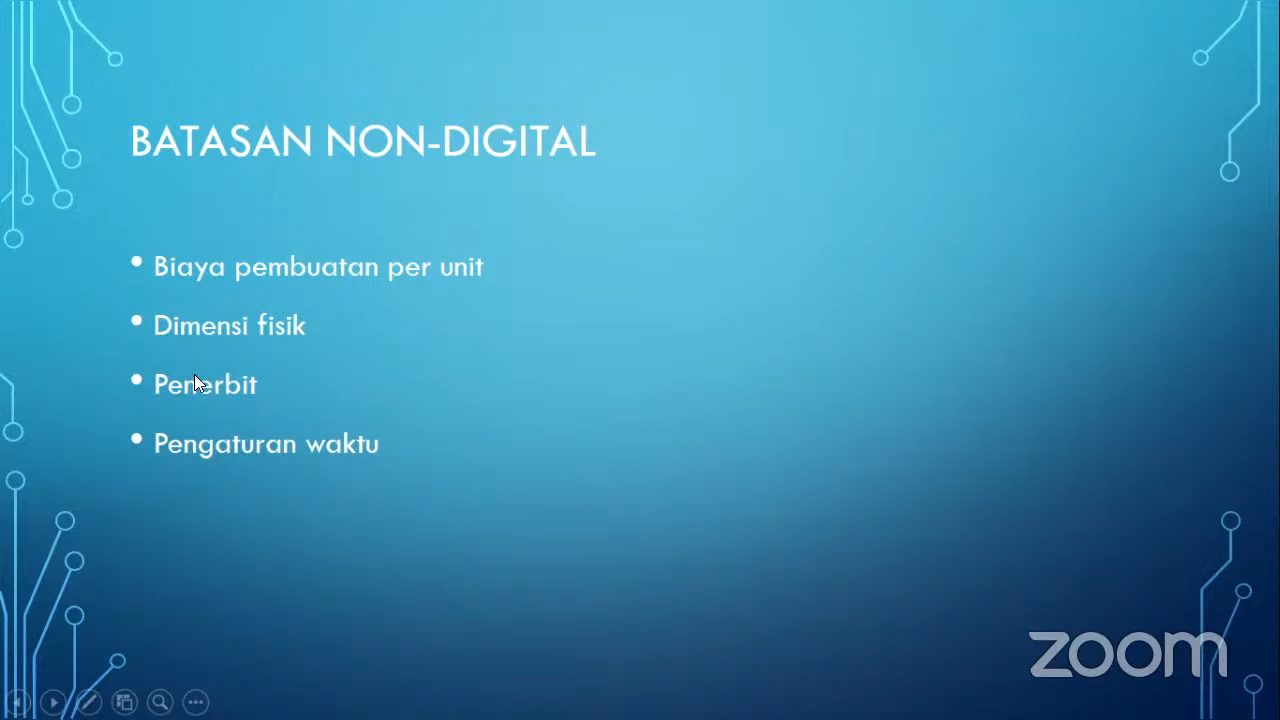 BATASAN NON-DIGITAL
• Biaya pembuatan per unit
• Dimensi fisik
• Penerbit
• Pengaturan waktu
zoom